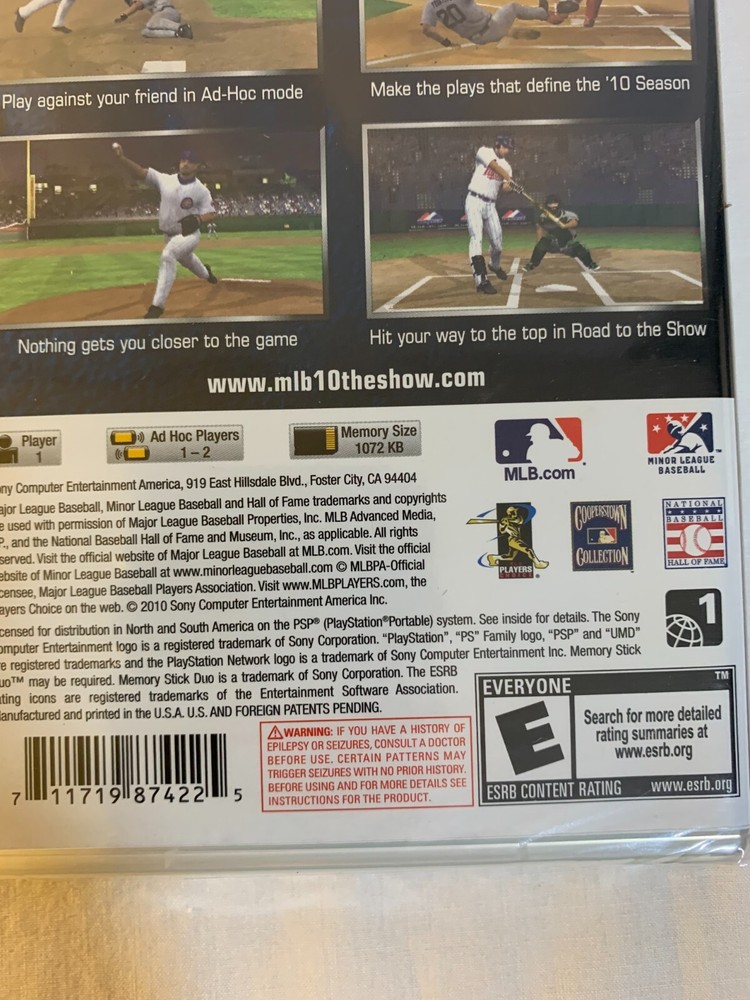 20
Play against your friend in Ad-Hoc mode
Make the plays that define the '10 Season
Nothing gets you closer to the game
Hit your way to the top in Road to the Show
www.mlb10theshow.com
Player
1
Ad Hoc Players
1 – 2
Memory Size
1072 KB
MLB.com
MINOR LEAGUE
BASEBALL
ny Computer Entertainment America, 919 East Hillsdale Blvd., Foster City, CA 94404
ajor League Baseball, Minor League Baseball and Hall of Fame trademarks and copyrights
e used with permission of Major League Baseball Properties, Inc. MLB Advanced Media,
P., and the National Baseball Hall of Fame and Museum, Inc., as applicable. All rights
served. Visit the official website of Major League Baseball at MLB.com. Visit the official
ebsite of Minor League Baseball at www.minorleaguebaseball.com © MLBPA-Official
censee, Major League Baseball Players Association. Visit www.MLBPLAYERS.com, the
ayers Choice on the web. © 2010 Sony Computer Entertainment America Inc.
PLAYERS
CHOICE
COOPERSTOWN
COLLECTION
NATIONAL
BASEBALL
HALL OF FAME
censed for distribution in North and South America on the PSP® (PlayStation®Portable) system. See inside for details. The Sony
omputer Entertainment logo is a registered trademark of Sony Corporation. "PlayStation", "PS" Family logo, "PSP" and "UMD"
e registered trademarks and the PlayStation Network logo is a trademark of Sony Computer Entertainment Inc. Memory Stick
uo™ may be required. Memory Stick Duo is a trademark of Sony Corporation. The ESRB
ting icons are registered trademarks of the Entertainment Software Association.
anufactured and printed in the U.S.A. U.S. AND FOREIGN PATENTS PENDING.
1
7 11719 87422 5
WARNING: IF YOU HAVE A HISTORY OF
EPILEPSY OR SEIZURES, CONSULT A DOCTOR
BEFORE USE. CERTAIN PATTERNS MAY
TRIGGER SEIZURES WITH NO PRIOR HISTORY.
BEFORE USING AND FOR MORE DETAILS SEE
INSTRUCTIONS FOR THE PRODUCT.
EVERYONE
TM
E
Search for more detailed
rating summaries at
www.esrb.org
ESRB CONTENT RATING www.esrb.org